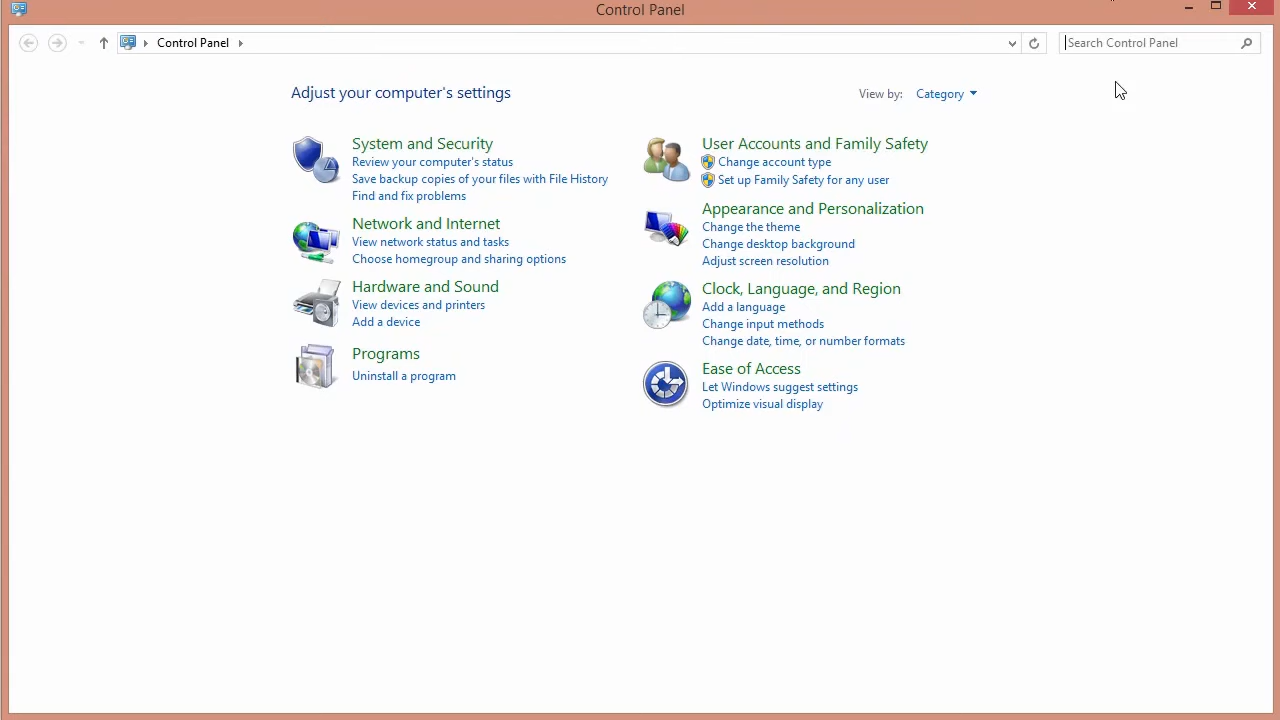 Control Panel
Control Panel
Search Control Panel
Adjust your computer's settings
View by: Category
System and Security
Review your computer's status
Save backup copies of your files with File History
Find and fix problems
Network and Internet
View network status and tasks
Choose homegroup and sharing options
Hardware and Sound
View devices and printers
Add a device
Programs
Uninstall a program
User Accounts and Family Safety
Change account type
Set up Family Safety for any user
Appearance and Personalization
Change the theme
Change desktop background
Adjust screen resolution
Clock, Language, and Region
Add a language
Change input methods
Change date, time, or number formats
Ease of Access
Let Windows suggest settings
Optimize visual display